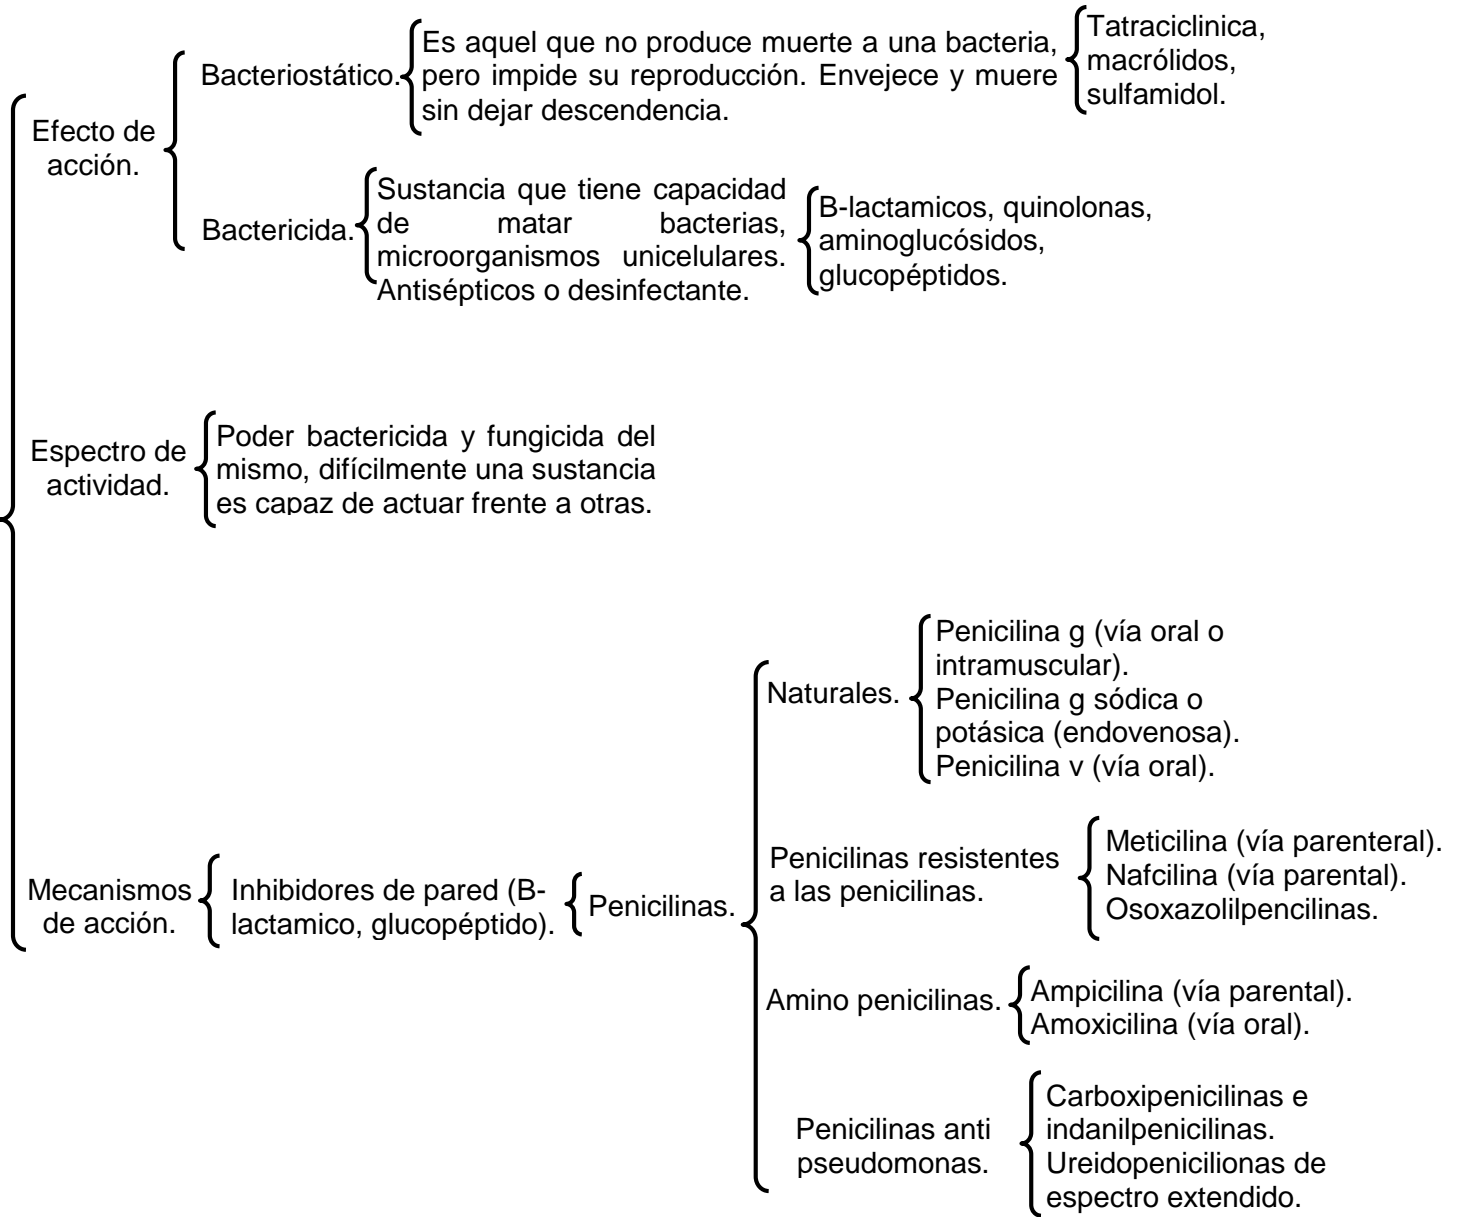 Efecto de
acción.
Bacteriostático.
Es aquel que no produce muerte a una bacteria,
pero impide su reproducción. Envejece y muere
sin dejar descendencia.
Tatraciclinica,
macrólidos,
sulfamidol.
Bactericida.
Sustancia que tiene capacidad
de matar bacterias,
microorganismos unicelulares.
Antisépticos o desinfectante.
B-lactamicos, quinolonas,
aminoglucósidos,
glucopéptidos.
Espectro de
actividad.
Poder bactericida y fungicida del
mismo, difícilmente una sustancia
es capaz de actuar frente a otras.
Mecanismos
de acción.
Inhibidores de pared (B-
lactamico, glucopéptido).
Penicilinas.
Naturales.
Penicilina g (vía oral o
intramuscular).
Penicilina g sódica o
potásica (endovenosa).
Penicilina v (vía oral).
Penicilinas resistentes
a las penicilinas.
Meticilina (vía parenteral).
Nafcilina (vía parental).
Osoxazolilpencilinas.
Amino penicilinas.
Ampicilina (vía parental).
Amoxicilina (vía oral).
Penicilinas anti
pseudomonas.
Carboxipenicilinas e
indanilpenicilinas.
Ureidopenicilionas de
espectro extendido.